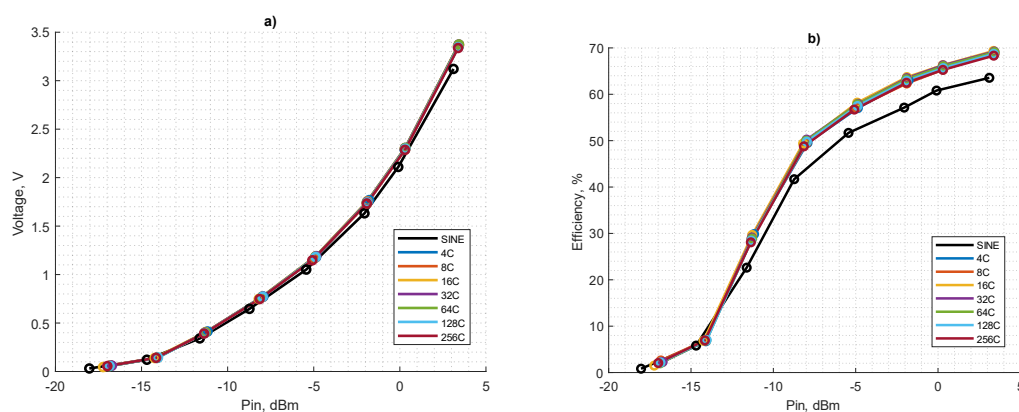 a)
3.5
3
2.5
2
1.5
1
0.5
0
Voltage, V
-20
-15
-10
-5
0
5
Pin, dBm
SINE
4C
8C
16C
32C
64C
128C
256C
b)
70
60
50
40
30
20
10
0
Efficiency, %
-20
-15
-10
-5
0
5
Pin, dBm
SINE
4C
8C
16C
32C
64C
128C
256C